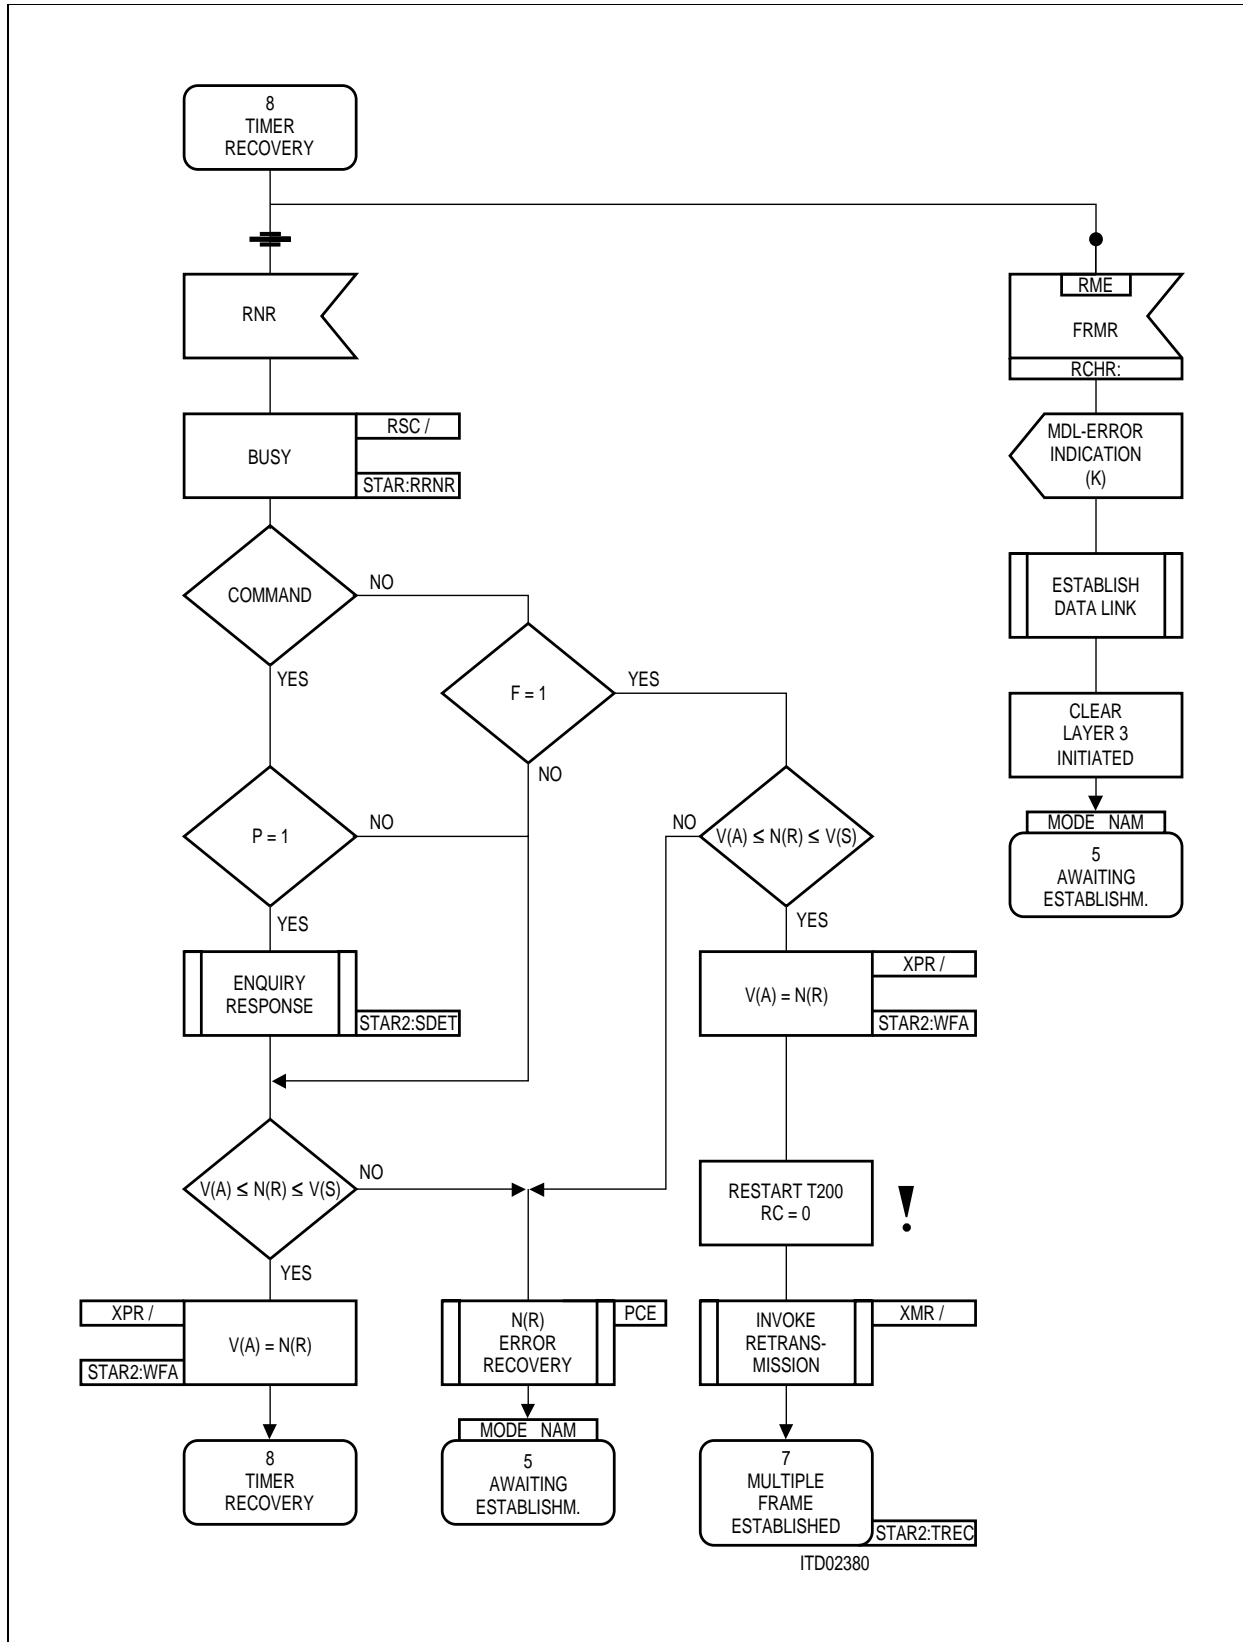 8
TIMER
RECOVERY
RNR
RME
FRMR
RCHR:
BUSY
RSC /
STAR:RRNR
MDL-ERROR
INDICATION
(K)
COMMAND
NO
YES
ESTABLISH
DATA LINK
F = 1
YES
NO
CLEAR
LAYER 3
INITIATED
P = 1
NO
YES
NO
V(A) ≤ N(R) ≤ V(S)
YES
MODE NAM
5
AWAITING
ESTABLISHM.
ENQUIRY
RESPONSE
STAR2:SDET
V(A) = N(R)
XPR /
STAR2:WFA
V(A) ≤ N(R) ≤ V(S)
NO
YES
RESTART T200
RC = 0
!
XPR /
STAR2:WFA
V(A) = N(R)
N(R)
ERROR
RECOVERY
PCE
INVOKE
RETRANS-
MISSION
XMR /
8
TIMER
RECOVERY
MODE NAM
5
AWAITING
ESTABLISHM.
7
MULTIPLE
FRAME
ESTABLISHED
STAR2:TREC
ITD02380